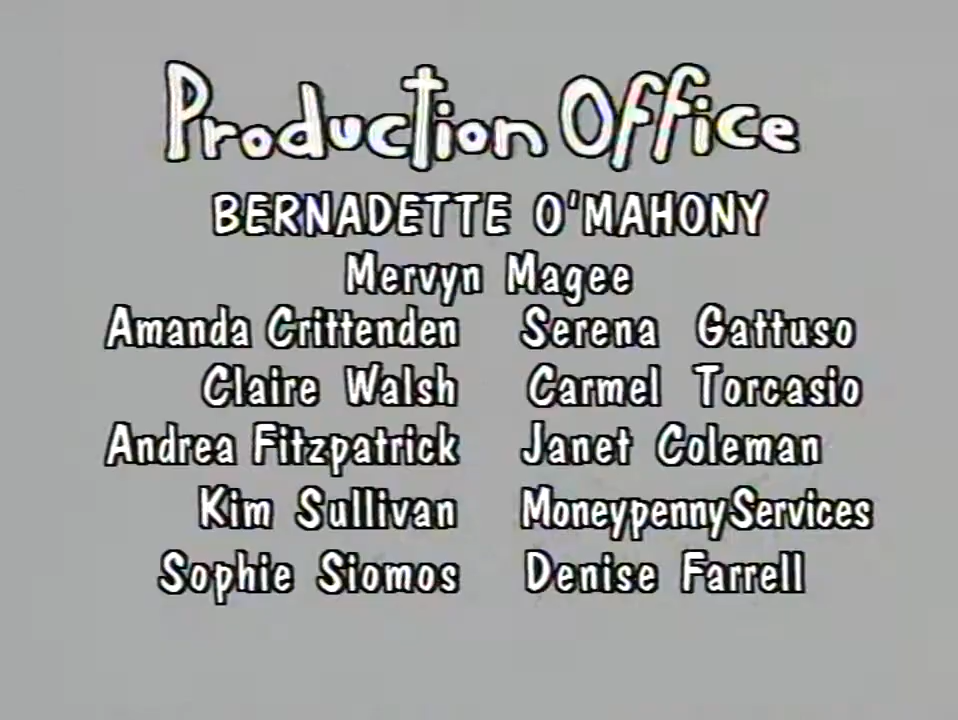 Production Office
BERNADETTE O'MAHONY
Mervyn Magee
Amanda Crittenden Serena Gattuso
Claire Walsh Carmel Torcasio
Andrea Fitzpatrick Janet Coleman
Kim Sullivan MoneypennyServices
Sophie Siomos Denise Farrell